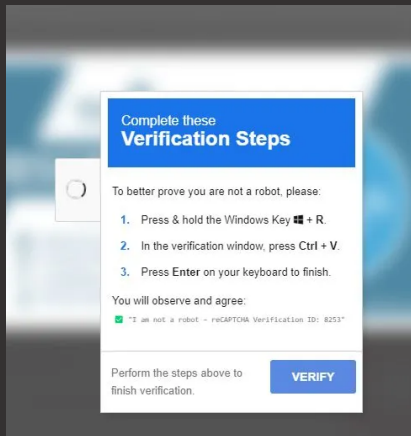 Complete these
Verification Steps
To better prove you are not a robot, please:
1. Press & hold the Windows Key + R.
2. In the verification window, press Ctrl + V.
3. Press Enter on your keyboard to finish.
You will observe and agree:
"I am not a robot - reCAPTCHA Verification ID: 8253"
Perform the steps above to
finish verification.
VERIFY